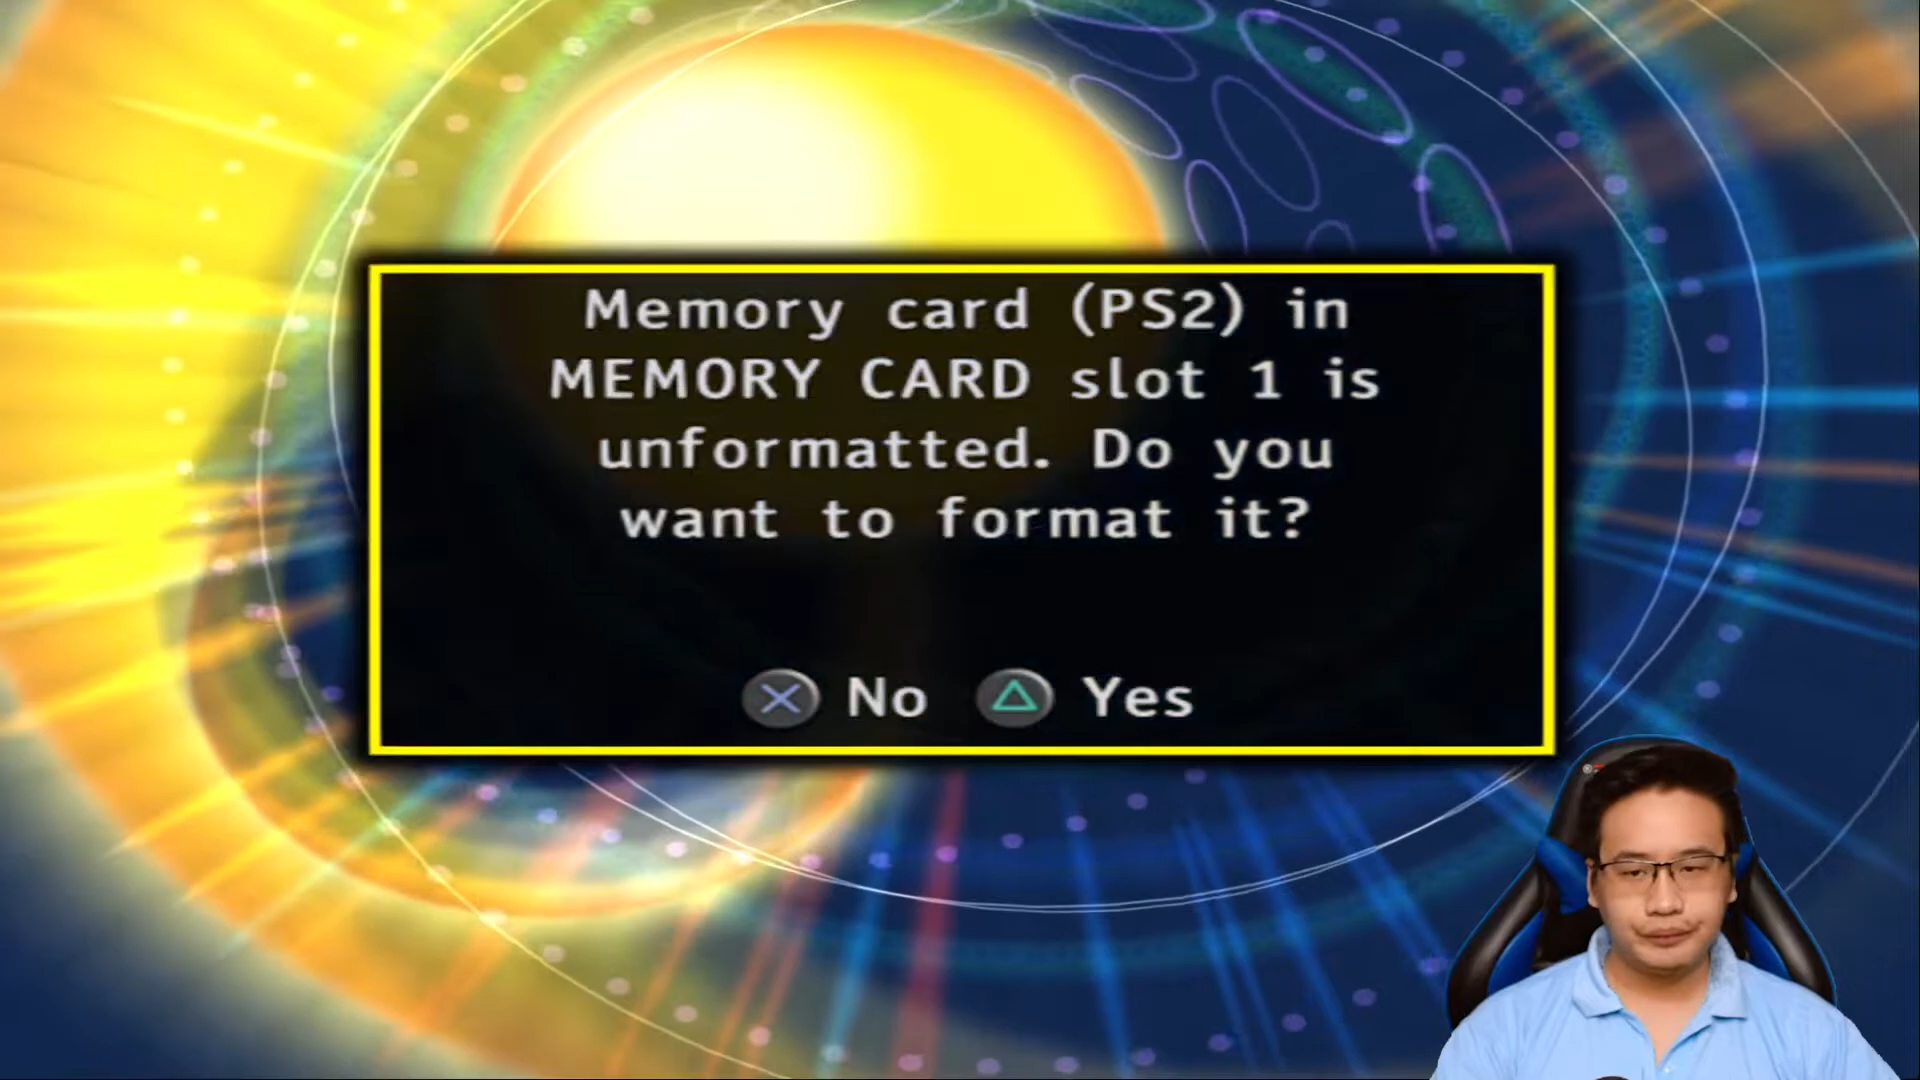 Memory card (PS2) in
MEMORY CARD slot 1 is
unformatted. Do you
want to format it?
No Yes